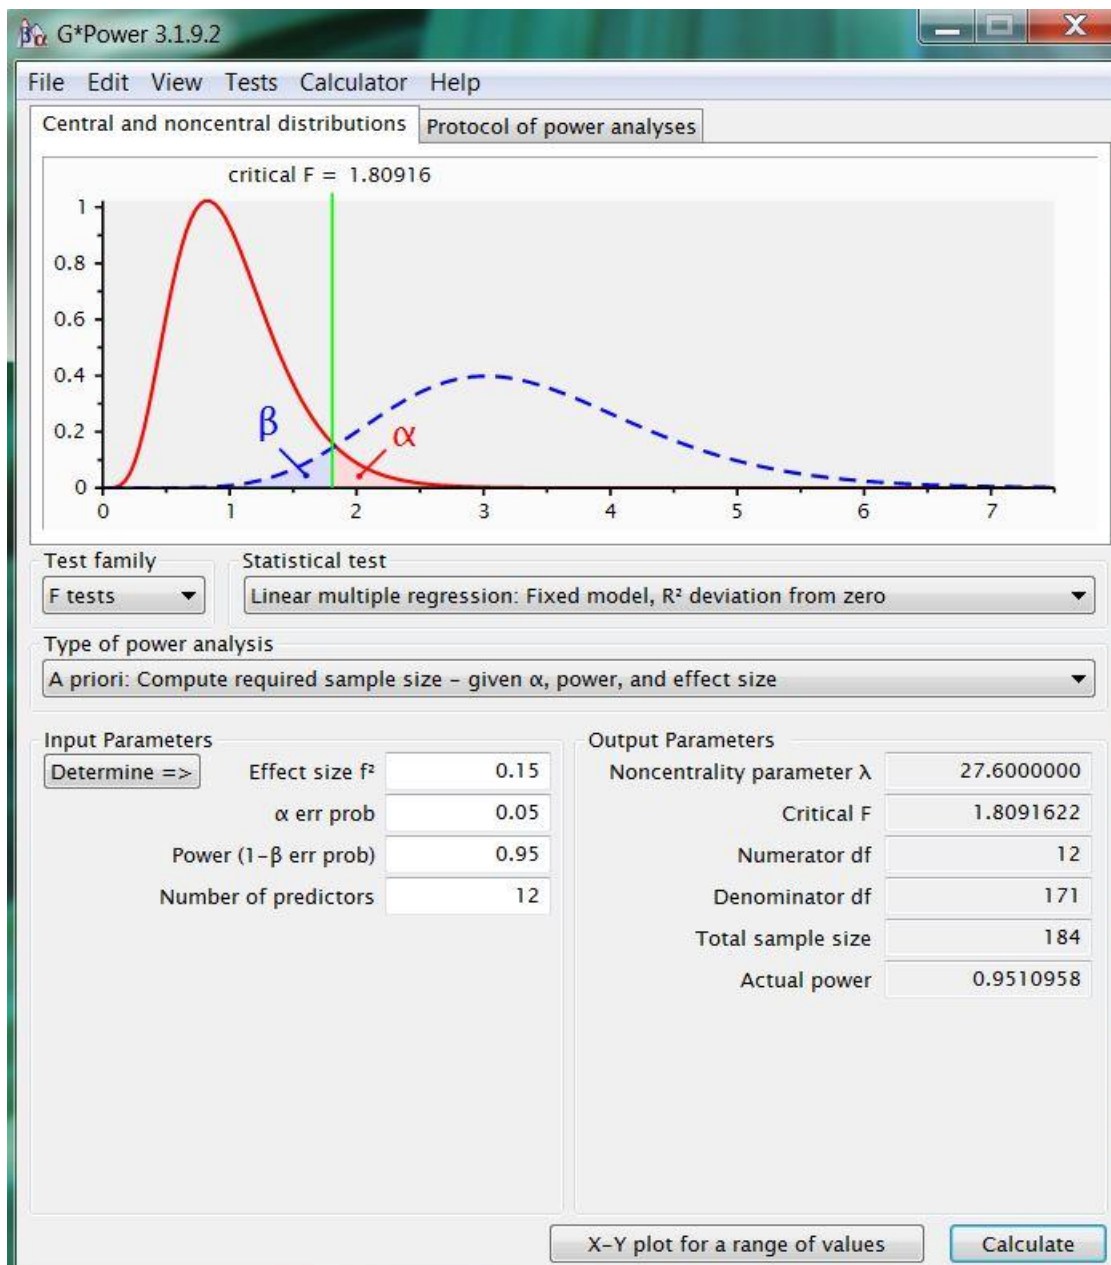 G*Power 3.1.9.2
File Edit View Tests Calculator Help
Central and noncentral distributions Protocol of power analyses
critical F = 1.80916
1
0.8
0.6
0.4
0.2
0
β
α
0 1 2 3 4 5 6 7
Test family Statistical test
F tests Linear multiple regression: Fixed model, R² deviation from zero
Type of power analysis
A priori: Compute required sample size – given α, power, and effect size
Input Parameters Output Parameters
Determine => Effect size f² 0.15 Noncentrality parameter λ 27.6000000
α err prob 0.05 Critical F 1.8091622
Power (1–β err prob) 0.95 Numerator df 12
Number of predictors 12 Denominator df 171
Total sample size 184
Actual power 0.9510958
X–Y plot for a range of values Calculate